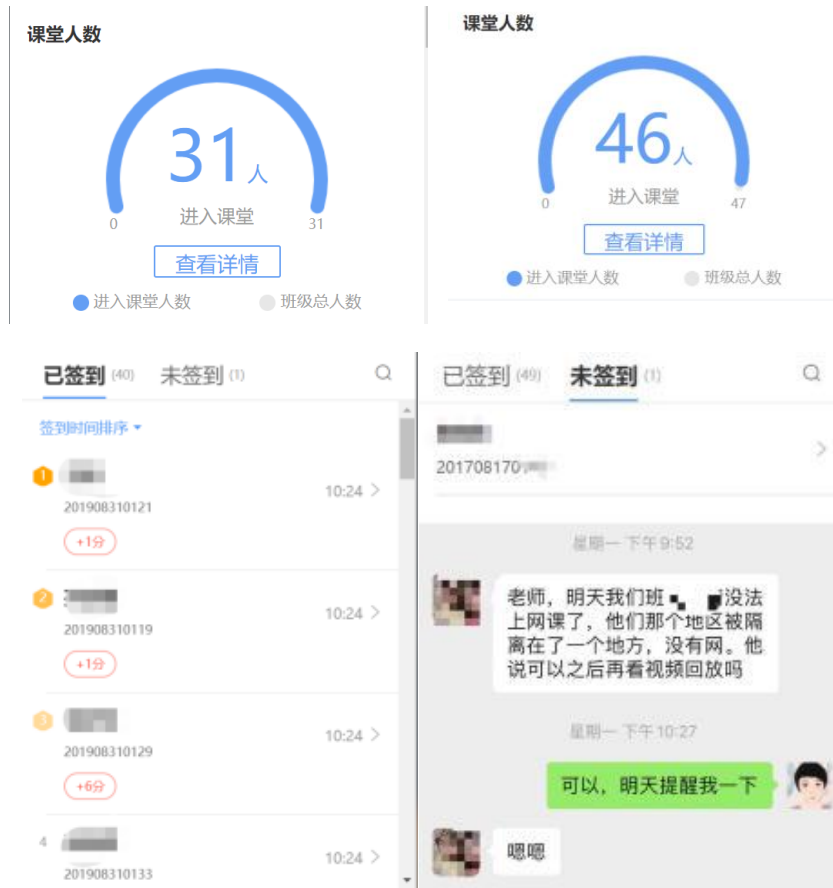 课堂人数
31人
进入课堂
0
31
查看详情
进入课堂人数
班级总人数
课堂人数
46人
进入课堂
0
47
查看详情
进入课堂人数
班级总人数
已签到 (40) 未签到 (1)
签到时间排序
1
10:24
201908310121
+1分
2
10:24
201908310119
+1分
3
10:24
201908310129
+6分
4
10:24
201908310133
已签到 (49) 未签到 (1)
201708170
星期一 下午9:52
老师，明天我们班 没法
上网课了，他们那个地区被隔
离在了一个地方，没有网。他
说可以之后再看视频回放吗
星期一 下午10:27
可以，明天提醒我一下
嗯嗯